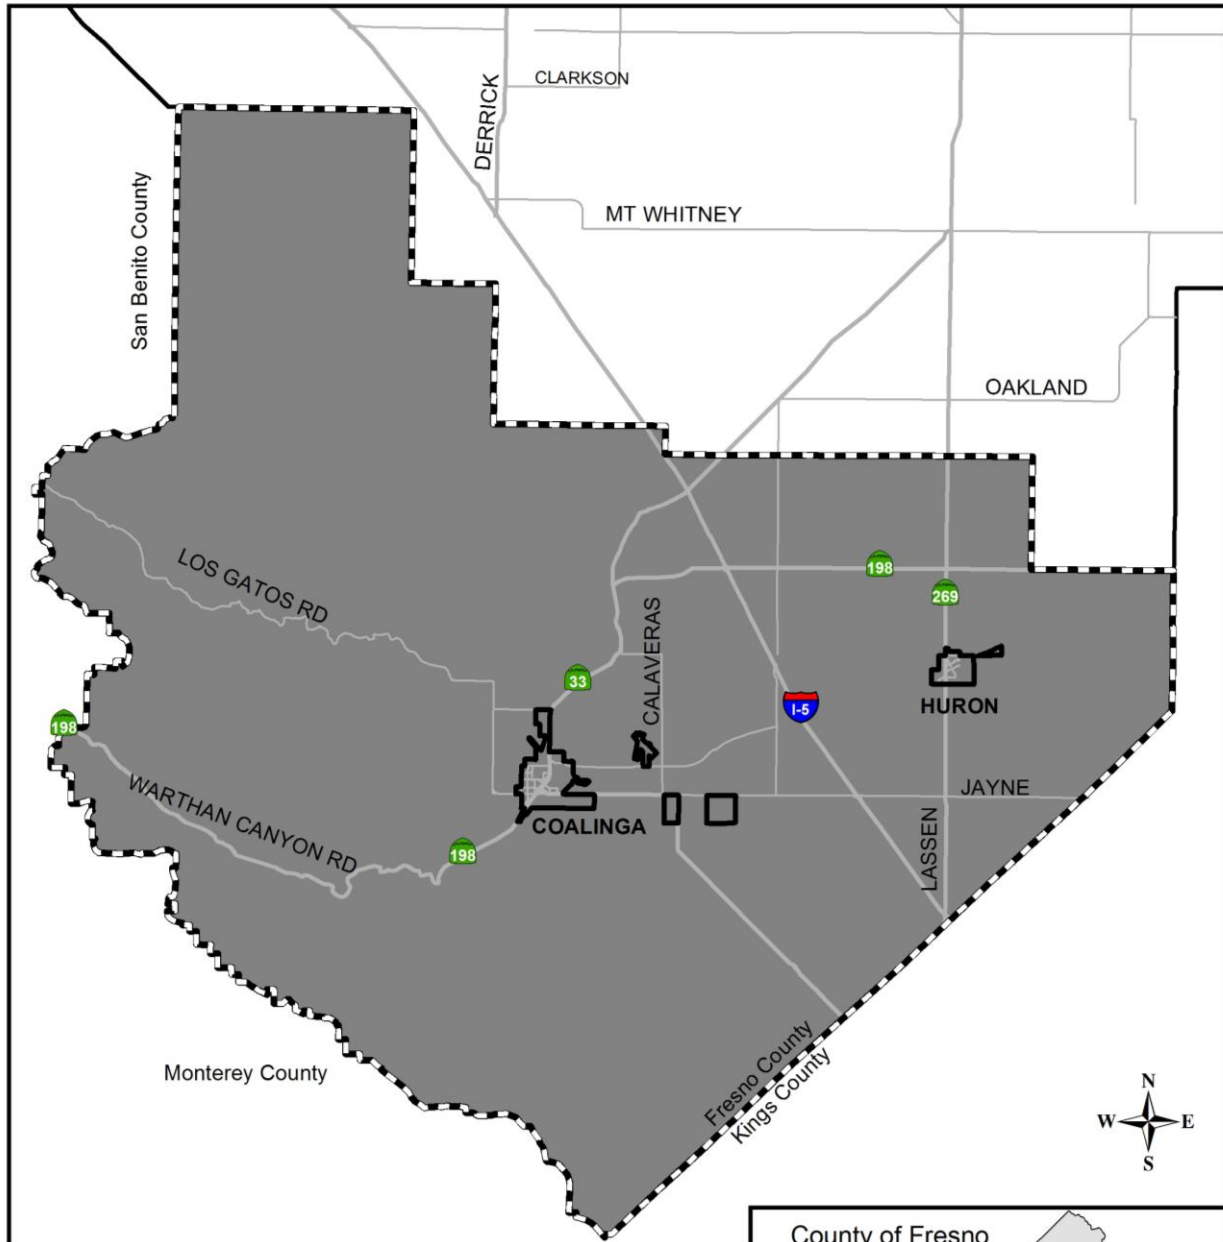 CLARKSON
DERRICK
San Benito County
MT WHITNEY
OAKLAND
LOS GATOS RD
198
269
CALAVERAS
33
HURON
I-5
198
WARTHAN CANYON RD
JAYNE
COALINGA
198
LASSEN
Fresno County
Kings County
Monterey County
N
W
E
S
County of Fresno